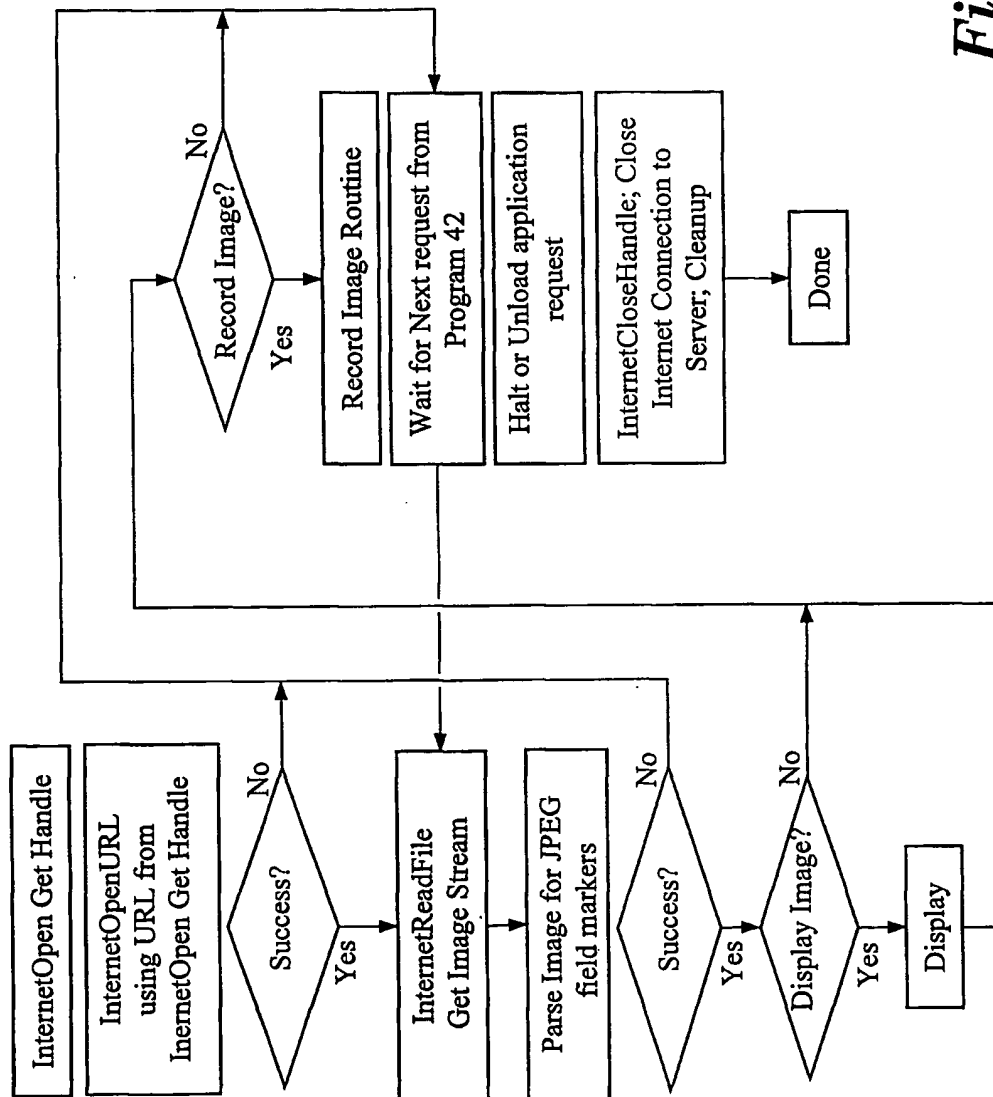 InternetOpen Get Handle
InternetOpenURL
using URL from
InernetOpen Get Handle
Success?
No
Yes
InternetReadFile
Get Image Stream
Parse Image for JPEG
field markers
Success?
No
Yes
Display Image?
No
Yes
Display
Record Image?
No
Yes
Record Image Routine
Wait for Next request from
Program 42
Halt or Unload application
request
InternetCloseHandle; Close
Internet Connection to
Server; Cleanup
Done
Fi